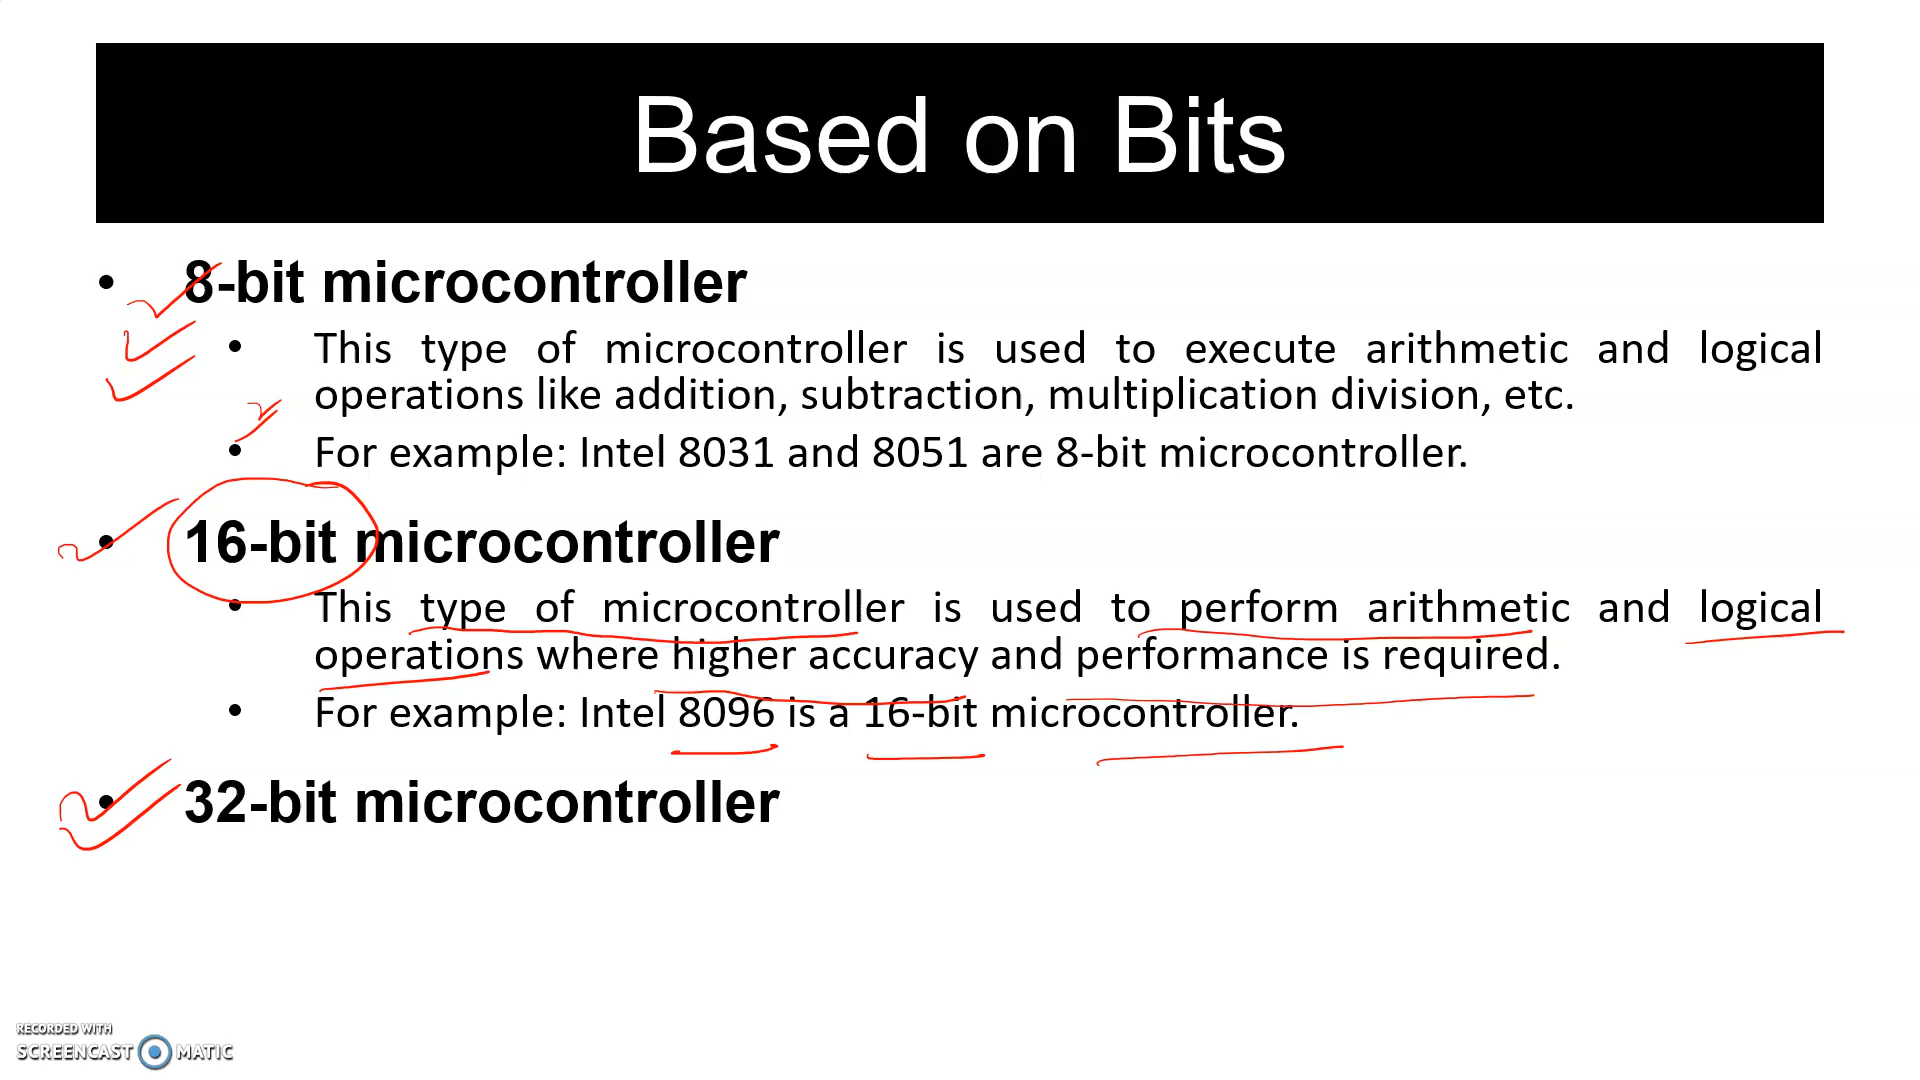 Based on Bits
• 8-bit microcontroller
• This type of microcontroller is used to execute arithmetic and logical
operations like addition, subtraction, multiplication division, etc.
• For example: Intel 8031 and 8051 are 8-bit microcontroller.
• 16-bit microcontroller
• This type of microcontroller is used to perform arithmetic and logical
operations where higher accuracy and performance is required.
• For example: Intel 8096 is a 16-bit microcontroller.
• 32-bit microcontroller
RECORDED WITH
SCREENCAST MATIC